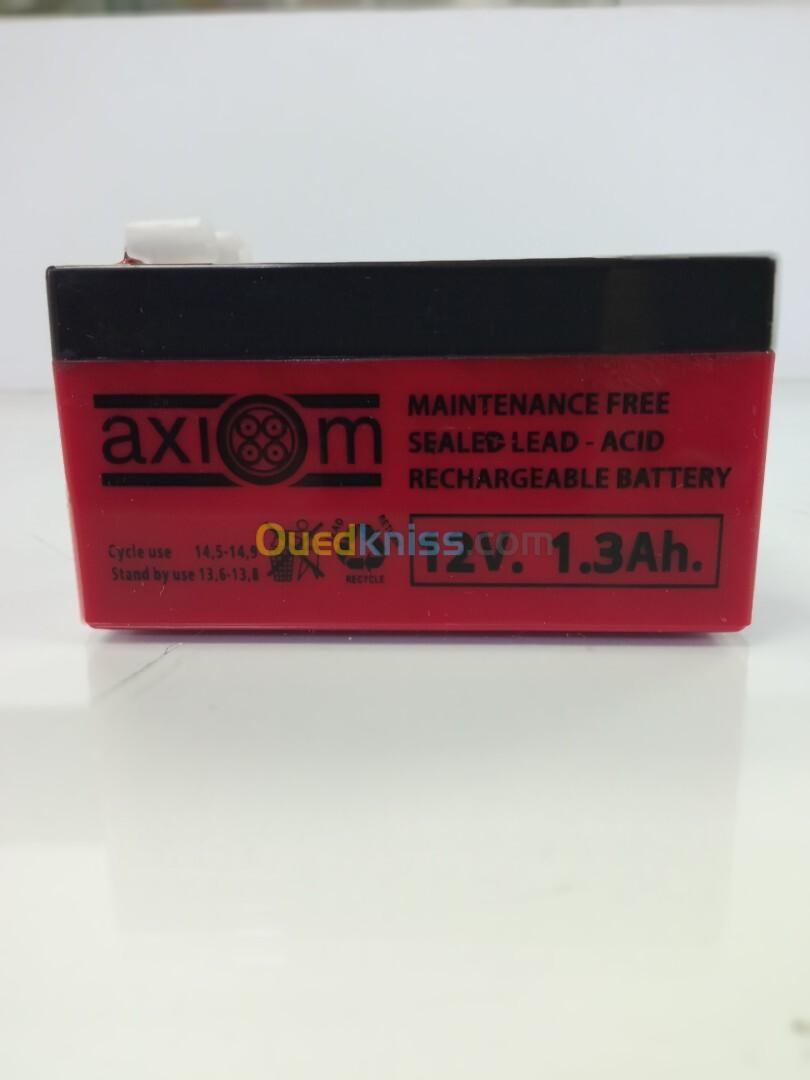 axiom
MAINTENANCE FREE
SEALED LEAD - ACID
RECHARGEABLE BATTERY
Cycle use 14,5-14,9
Stand by use 13,6-13,8
RECYCLE
12V. 1.3Ah.
Ouedkniss.com